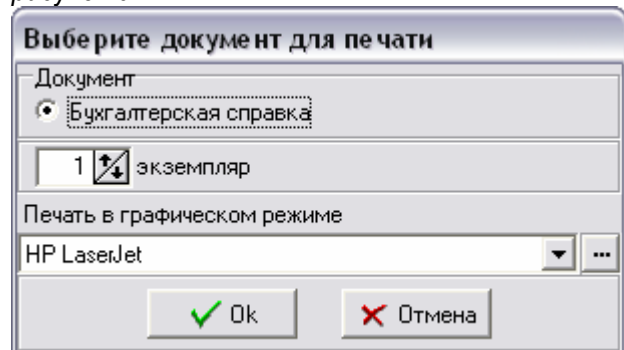 Выберите документ для печати
Документ
Бухгалтерская справка
1 экземпляр
Печать в графическом режиме
HP LaserJet
...
Ok Отмена